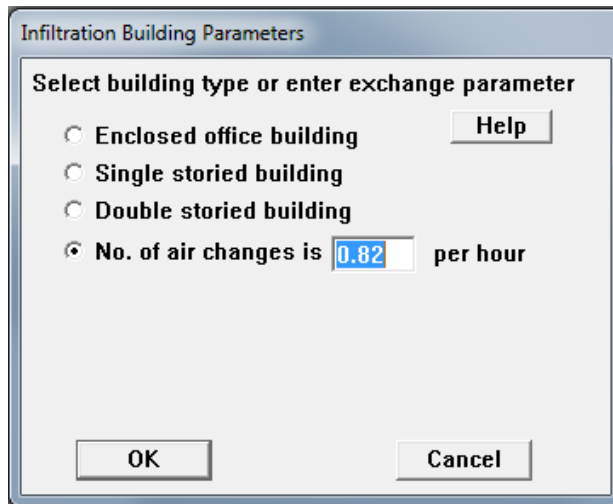 Infiltration Building Parameters
Select building type or enter exchange parameter
Enclosed office building
Help
Single storied building
Double storied building
No. of air changes is 0.82 per hour
OK
Cancel